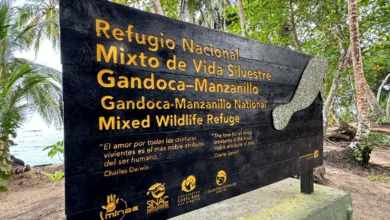 Refugio Nacional
Mixto de Vida Silvestre
Gandoca-Manzanillo
Gandoca-Manzanillo National
Mixed Wildlife Refuge
"El amor por todas las criaturas
vivientes es el mas noble atributo
del ser humano"
Charles Darwin
"The love for all living
creatures is the most
noble attribute of man"
Charles Darwin
minae
SINAC